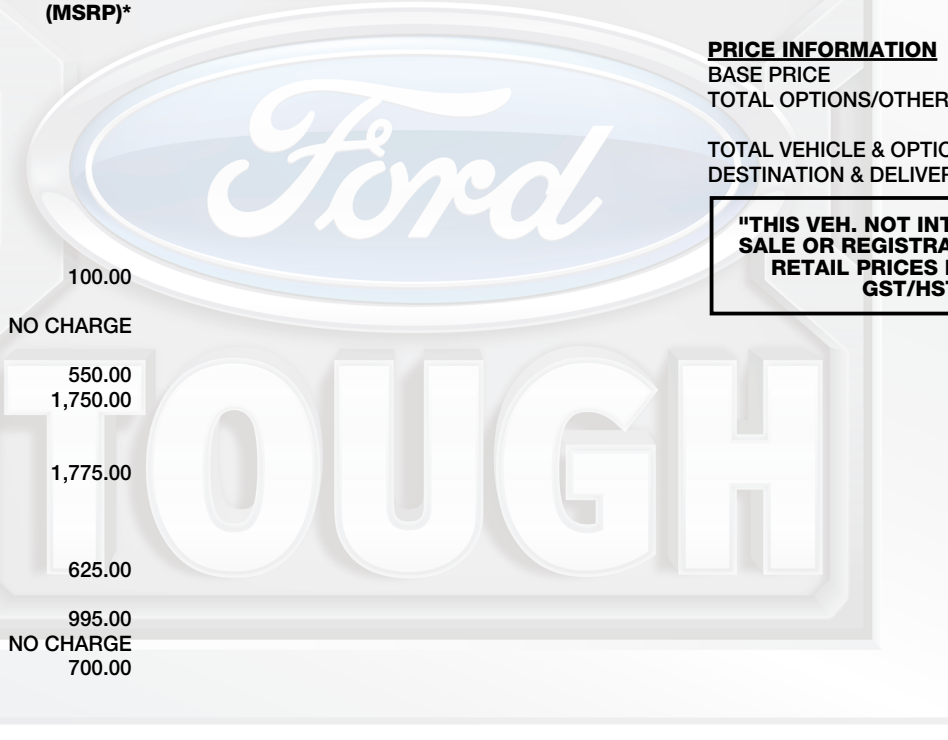 (MSRP)*
Ford
TOUGH
100.00
NO CHARGE
550.00
1,750.00
1,775.00
625.00
995.00
NO CHARGE
700.00
PRICE INFORMATION
BASE PRICE
TOTAL OPTIONS/OTHER
TOTAL VEHICLE & OPTIO
DESTINATION & DELIVER
"THIS VEH. NOT INT
SALE OR REGISTRA
RETAIL PRICES
GST/HST